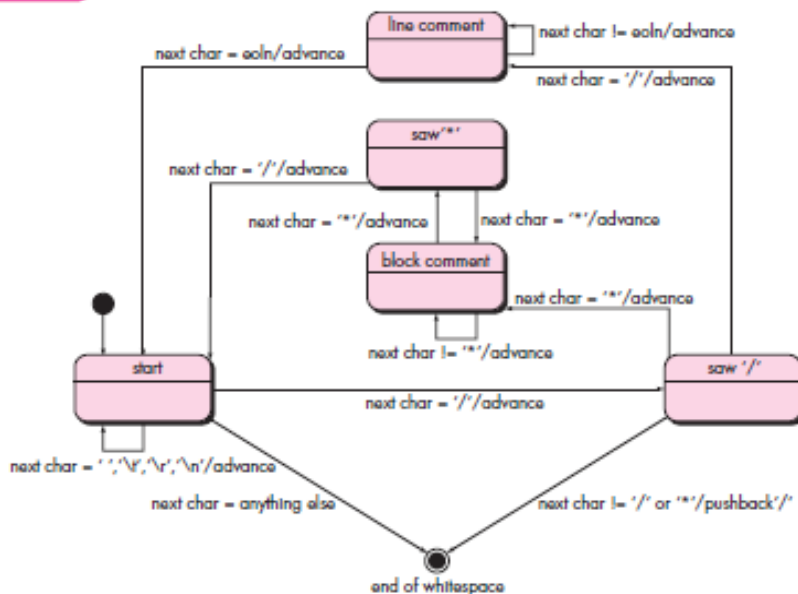 line comment
next char != eoln/advance
next char = eoln/advance
next char = '/'/advance
saw'*'
next char = '/'/advance
next char = '*'/advance
next char = '*'/advance
block comment
next char = '*'/advance
next char != '*'/advance
start
saw '/'
next char = '/'/advance
next char = ' ','\t','\r','\n'/advance
next char = anything else
next char != '/' or '*'/pushback'/'
end of whitespace